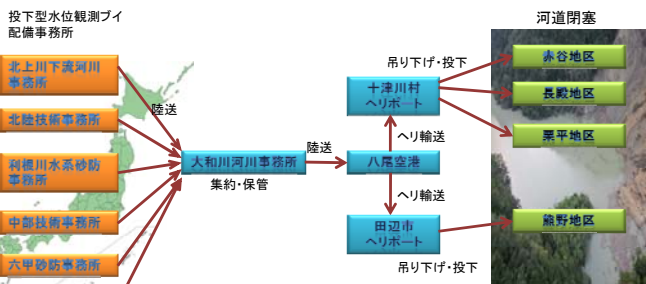 投下型水位観測ブイ
配備事務所
河道閉塞
北上川下流河川
事務所
北陸技術事務所
利根川水系砂防
事務所
中部技術事務所
六甲砂防事務所
陸送
大和川河川事務所
集約・保管
陸送
八尾空港
ヘリ輸送
ヘリ輸送
十津川村
ヘリポート
田辺市
ヘリポート
吊り下げ・投下
吊り下げ・投下
赤谷地区
長殿地区
栗平地区
熊野地区